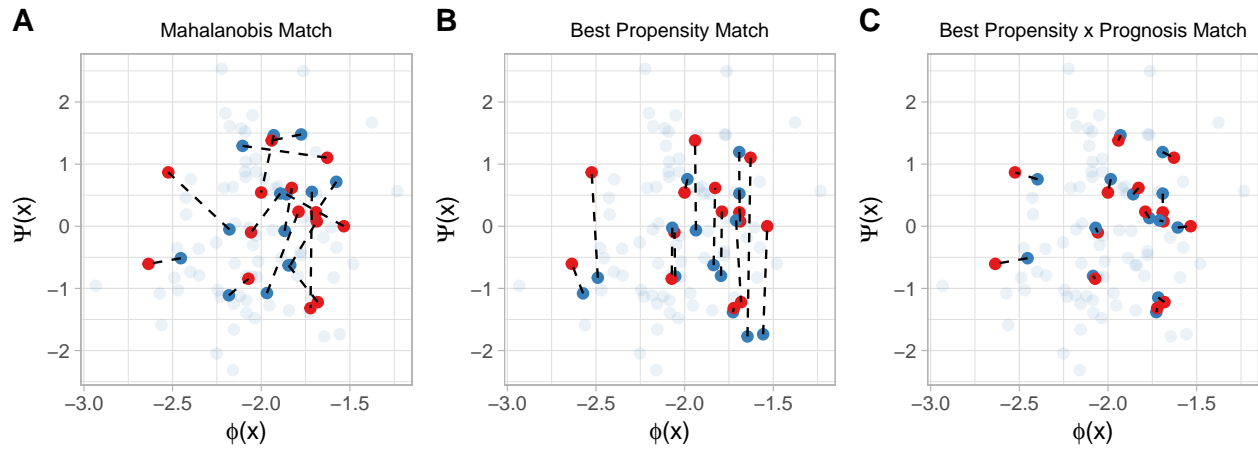 A
Mahalanobis Match
Ψ(x)
2
1
0
−1
−2
−3.0 −2.5 −2.0 −1.5
ϕ(x)
B
Best Propensity Match
Ψ(x)
2
1
0
−1
−2
−3.0 −2.5 −2.0 −1.5
ϕ(x)
C
Best Propensity x Prognosis Match
Ψ(x)
2
1
0
−1
−2
−3.0 −2.5 −2.0 −1.5
ϕ(x)